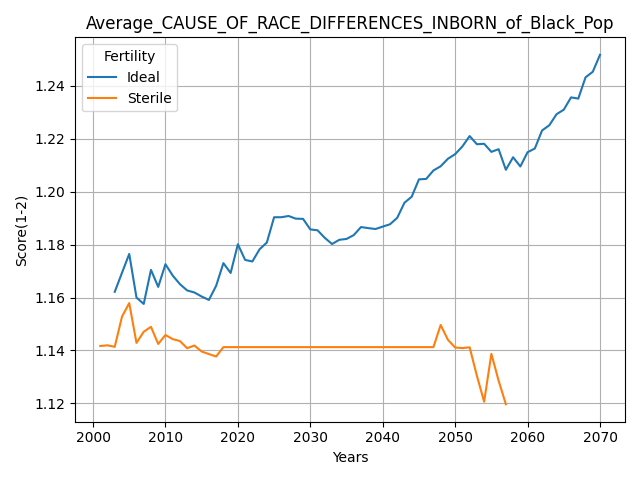 Average_CAUSE_OF_RACE_DIFFERENCES_INBORN_of_Black_Pop
Fertility
Ideal
Sterile
Score(1-2)
1.24
1.22
1.20
1.18
1.16
1.14
1.12
2000 2010 2020 2030 2040 2050 2060 2070
Years